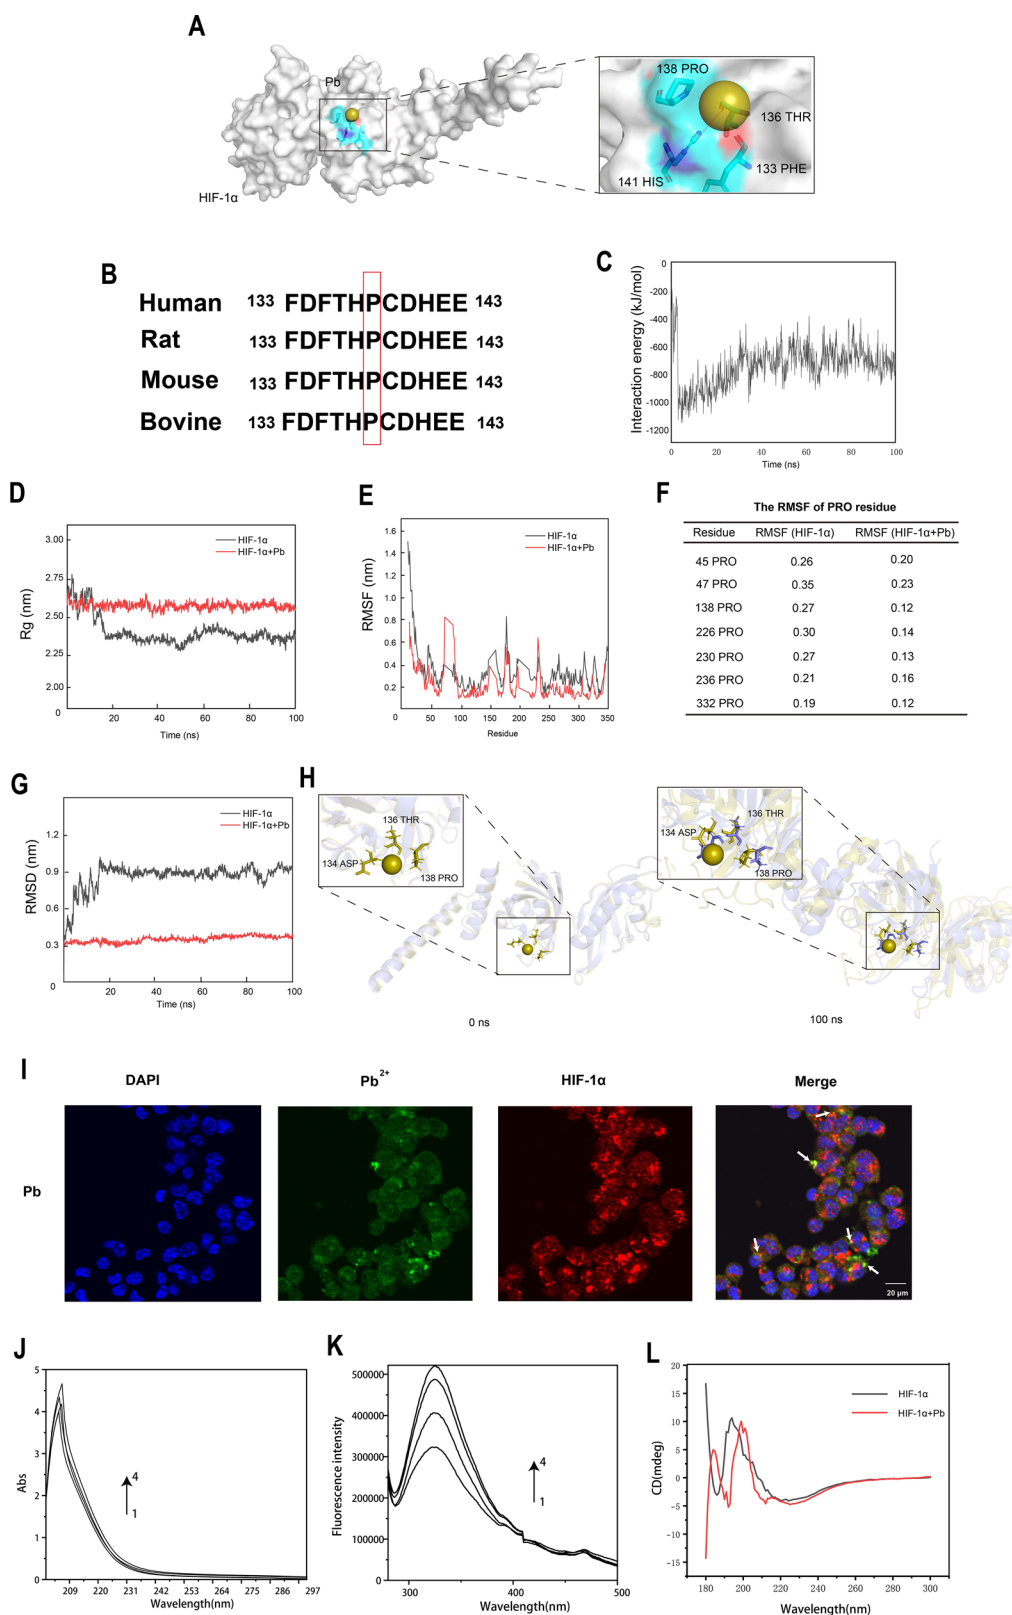 A
Pb
HIF-1α
138 PRO
136 THR
133 PHE
141 HIS
B
Human 133 FDFTHPCDHEE 143
Rat 133 FDFTHPCDHEE 143
Mouse 133 FDFTHPCDHEE 143
Bovine 133 FDFTHPCDHEE 143
C
Interaction energy (kJ/mol)
0
-200
-400
-600
-800
-1000
-1200
0 20 40 60 80 100
Time (ns)
D
Rg (nm)
3.00
2.75
2.50
2.25
2.00
0
HIF-1α
HIF-1α+Pb
20 40 60 80 100
Time (ns)
E
RMSF (nm)
1.6
1.4
1.2
1.0
0.8
0.6
0.4
0.2
HIF-1α
HIF-1α+Pb
0 50 100 150 200 250 300 350
Residue
F
The RMSF of PRO residue
Residue RMSF (HIF-1α) RMSF (HIF-1α+Pb)
45 PRO 0.26 0.20
47 PRO 0.35 0.23
138 PRO 0.27 0.12
226 PRO 0.30 0.14
230 PRO 0.27 0.13
236 PRO 0.21 0.16
332 PRO 0.19 0.12
G
RMSD (nm)
1.2
0.9
0.6
0.3
0
HIF-1α
HIF-1α+Pb
20 40 60 80 100
Time (ns)
H
136 THR
134 ASP
138 PRO
0 ns
136 THR
134 ASP
138 PRO
100 ns
I
DAPI Pb2+ HIF-1α Merge
Pb
20 μm
J
Abs
5
4
3
2
1
0
4
1
209 220 231 242 253 264 275 286 297
Wavelength(nm)
K
Fluorescence intensity
500000
400000
300000
200000
100000
0
4
1
300 400 500
Wavelength(nm)
L
CD(mdeg)
20
15
10
5
0
-5
-10
-15
HIF-1α
HIF-1α+Pb
180 200 220 240 260 280 300
Wavelength(nm)